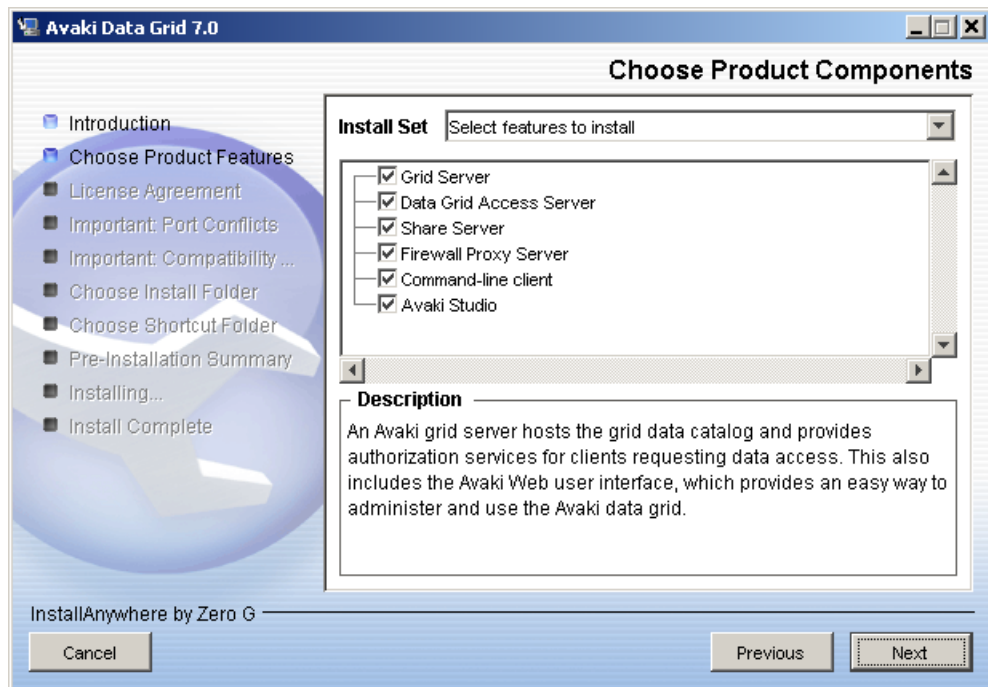 Avaki Data Grid 7.0
Choose Product Components
Introduction
Choose Product Features
License Agreement
Important: Port Conflicts
Important: Compatibility ...
Choose Install Folder
Choose Shortcut Folder
Pre-Installation Summary
Installing...
Install Complete
Install Set
Select features to install
Grid Server
Data Grid Access Server
Share Server
Firewall Proxy Server
Command-line client
Avaki Studio
Description
An Avaki grid server hosts the grid data catalog and provides
authorization services for clients requesting data access. This also
includes the Avaki Web user interface, which provides an easy way to
administer and use the Avaki data grid.
InstallAnywhere by Zero G
Cancel
Previous
Next